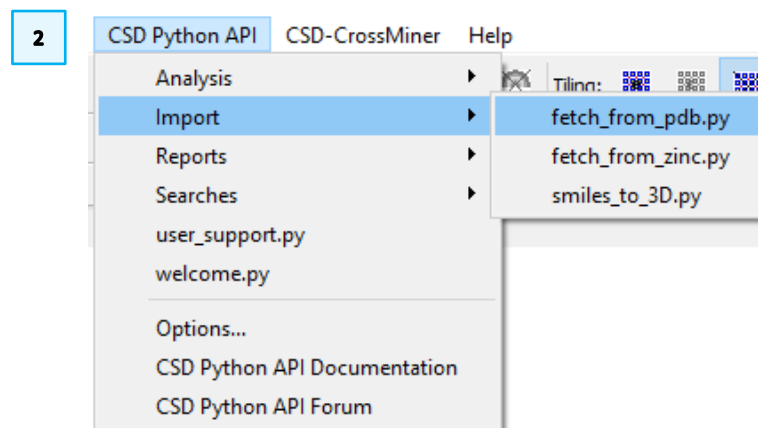 2
CSD Python API CSD-CrossMiner Help
Analysis
Tiling:
Import
fetch_from_pdb.py
Reports
fetch_from_zinc.py
Searches
smiles_to_3D.py
user_support.py
welcome.py
Options...
CSD Python API Documentation
CSD Python API Forum